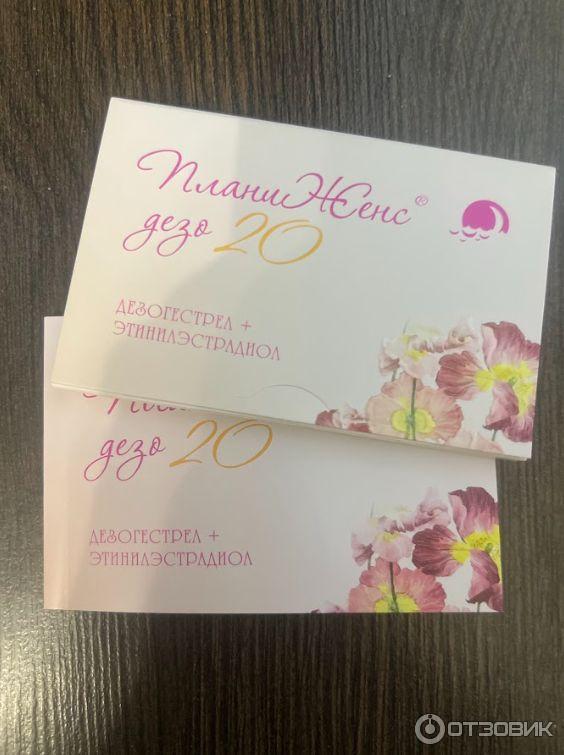 ПланиЖенс®
дезо 20
ДЕЗОГЕСТРЕЛ +
ЭТИНИЛЭСТРАДИОЛ
дезо 20
ДЕЗОГЕСТРЕЛ +
ЭТИНИЛЭСТРАДИОЛ
ОТЗОВИК